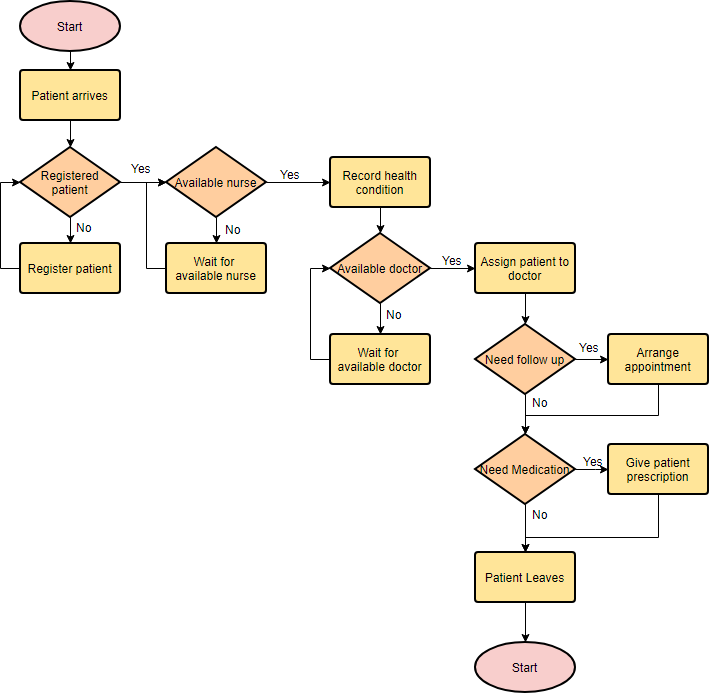 Start
Patient arrives
Registered
patient
Yes
No
Register patient
Available nurse
Yes
No
Wait for
available nurse
Record health
condition
Available doctor
Yes
No
Wait for
available doctor
Assign patient to
doctor
Need follow up
Yes
No
Arrange
appointment
Need Medication
Yes
No
Give patient
prescription
Patient Leaves
Start